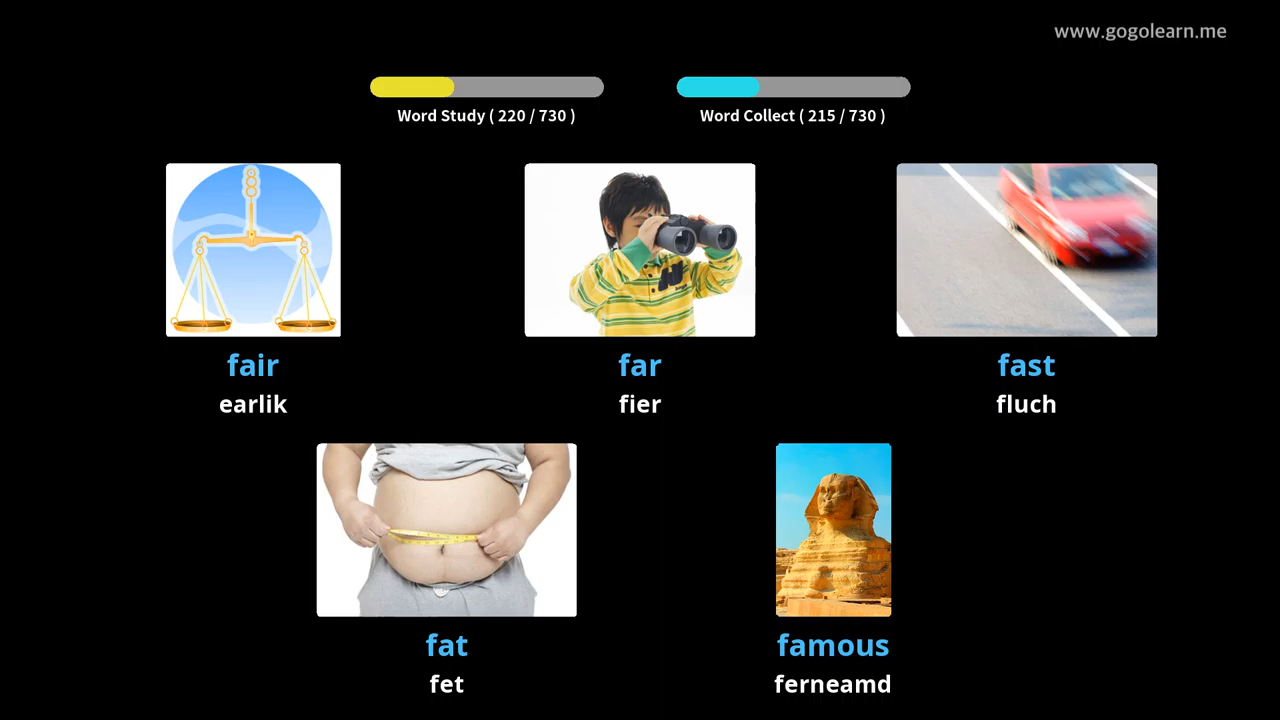 www.gogolearn.me
Word Study ( 220 / 730 )
Word Collect ( 215 / 730 )
fair
earlik
far
fier
fast
fluch
fat
fet
famous
ferneamd